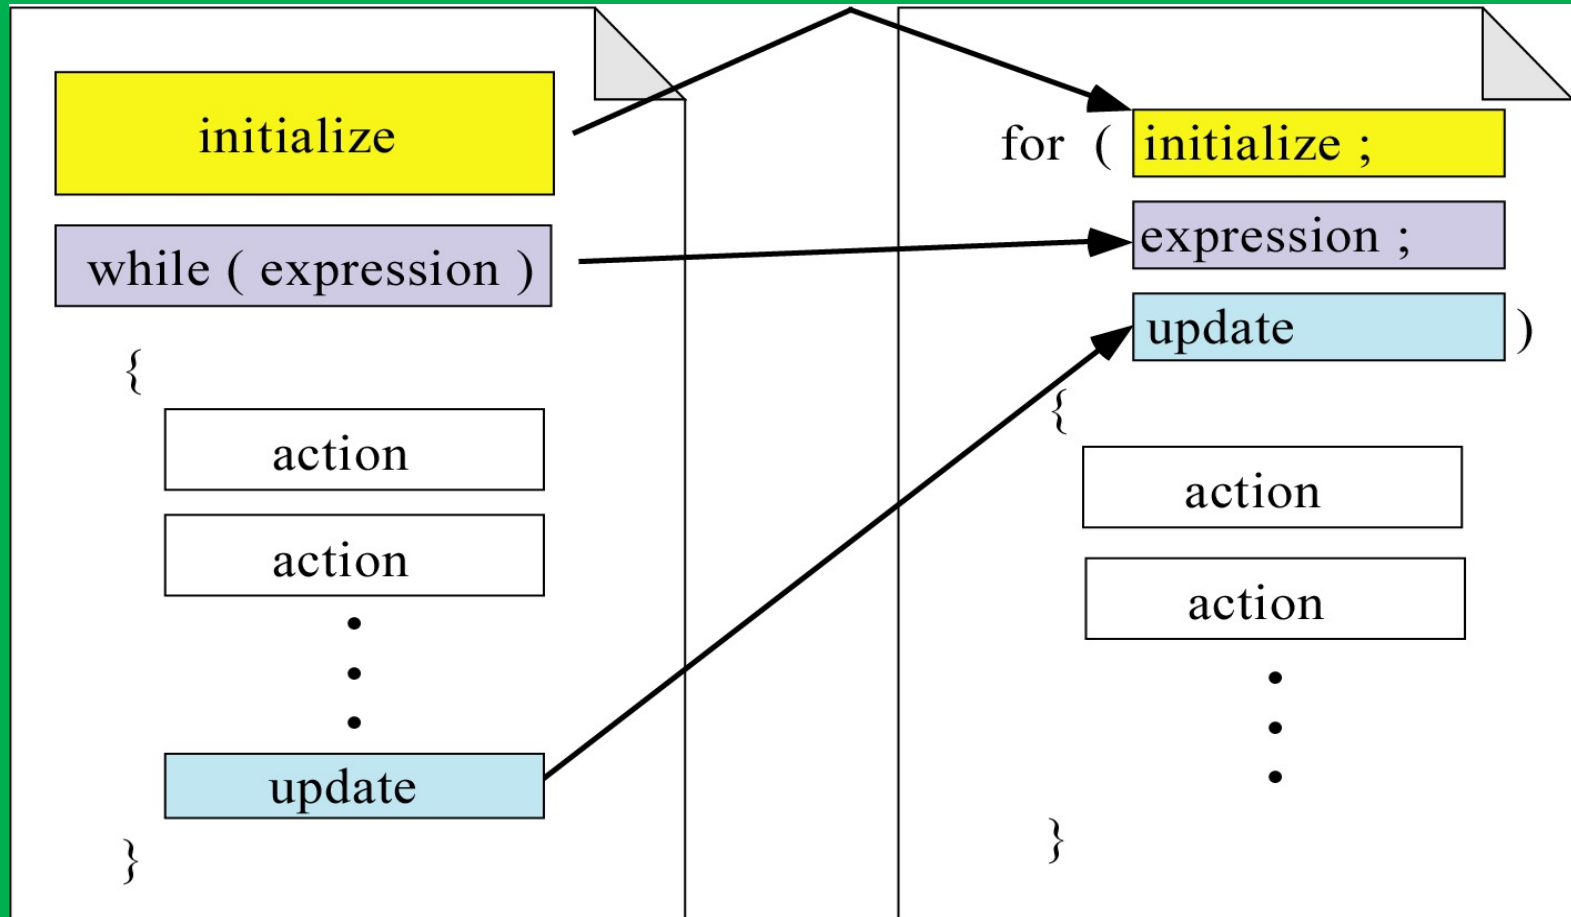 initialize
while ( expression )
{
action
action
update
}
for ( initialize ;
expression ;
update )
{
action
action
}